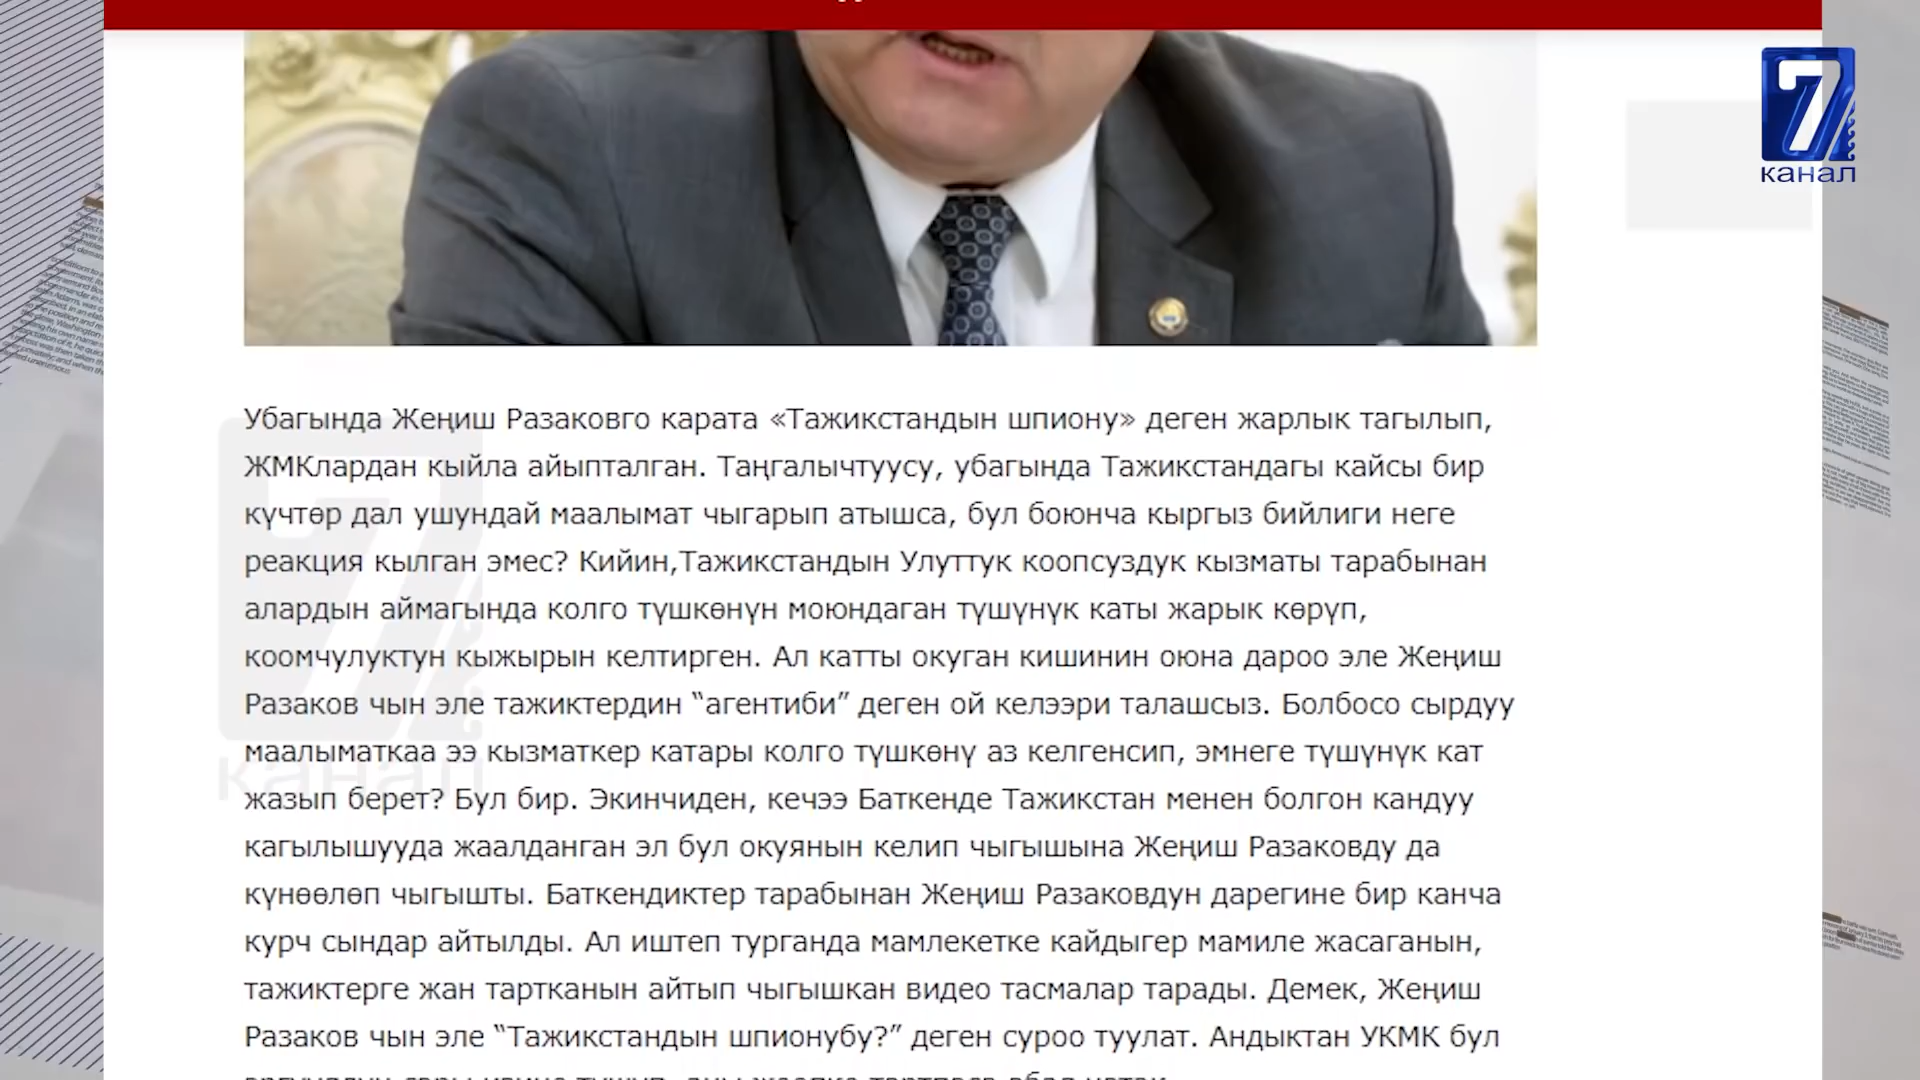 7
канал
Убагында Жеңиш Разаковго карата «Тажикстандын шпиону» деген жарлык тагылып,
ЖМКлардан кыйла айыпталган. Таңгалычтуусу, убагында Тажикстандагы кайсы бир
күчтөр дал ушундай маалымат чыгарып атышса, бул боюнча кыргыз бийлиги неге
реакция кылган эмес? Кийин,Тажикстандын Улуттук коопсуздук кызматы тарабынан
алардын аймагында колго түшкөнүн моюндаган түшүнүк каты жарык көрүп,
коомчулуктун кыжырын келтирген. Ал катты окуган кишинин оюна дароо эле Жеңиш
Разаков чын эле тажиктердин “агентиби” деген ой келээри талашсыз. Болбосо сырдуу
маалыматкаа ээ кызматкер катары колго түшкөнү аз келгенсип, эмнеге түшүнүк кат
жазып берет? Бул бир. Экинчиден, кечээ Баткенде Тажикстан менен болгон кандуу
кагылышууда жаалданган эл бул окуянын келип чыгышына Жеңиш Разаковду да
күнөөлөп чыгышты. Баткендиктер тарабынан Жеңиш Разаковдун дарегине бир канча
курч сындар айтылды. Ал иштеп турганда мамлекетке кайдыгер мамиле жасаганын,
тажиктерге жан тартканын айтып чыгышкан видео тасмалар тарады. Демек, Жеңиш
Разаков чын эле “Тажикстандын шпионубу?” деген суроо туулат. Андыктан УКМК бул
7
канал